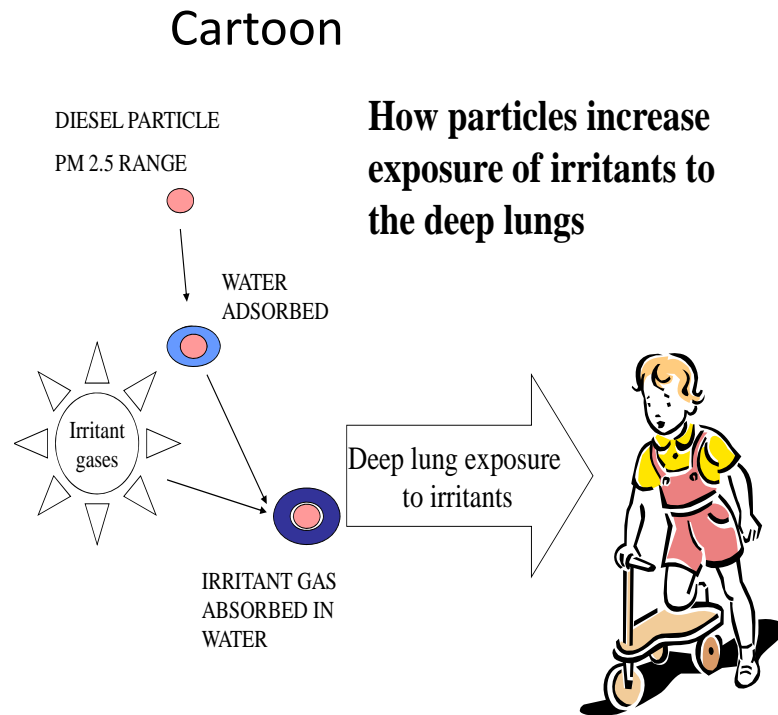 Cartoon
DIESEL PARTICLE
PM 2.5 RANGE
How particles increase
exposure of irritants to
the deep lungs
WATER
ADSORBED
Irritant
gases
Deep lung exposure
to irritants
IRRITANT GAS
ABSORBED IN
WATER